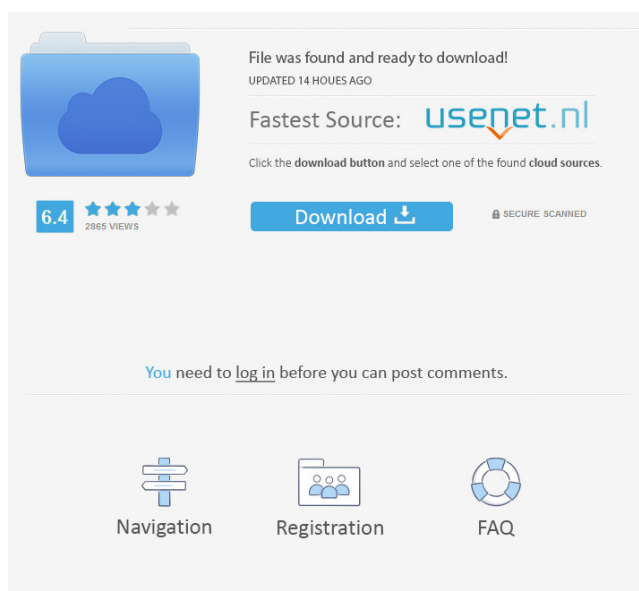 File was found and ready to download!
UPDATED 14 HOUES AGO
Fastest Source: usenet.nl
Click the download button and select one of the found cloud sources.
6.4
2865 VIEWS
Download
SECURE SCANNED
You need to log in before you can post comments.
Navigation
Registration
FAQ